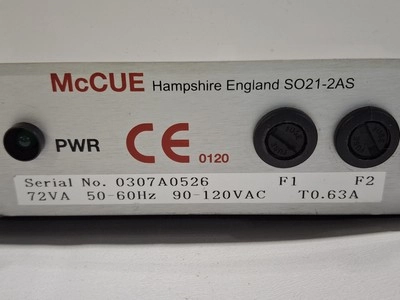 McCUE Hampshire England SO21-2AS
PWR CE 0120
Serial No. 0307A0526 F1 F2
72VA 50-60Hz 90-120VAC T0.63A